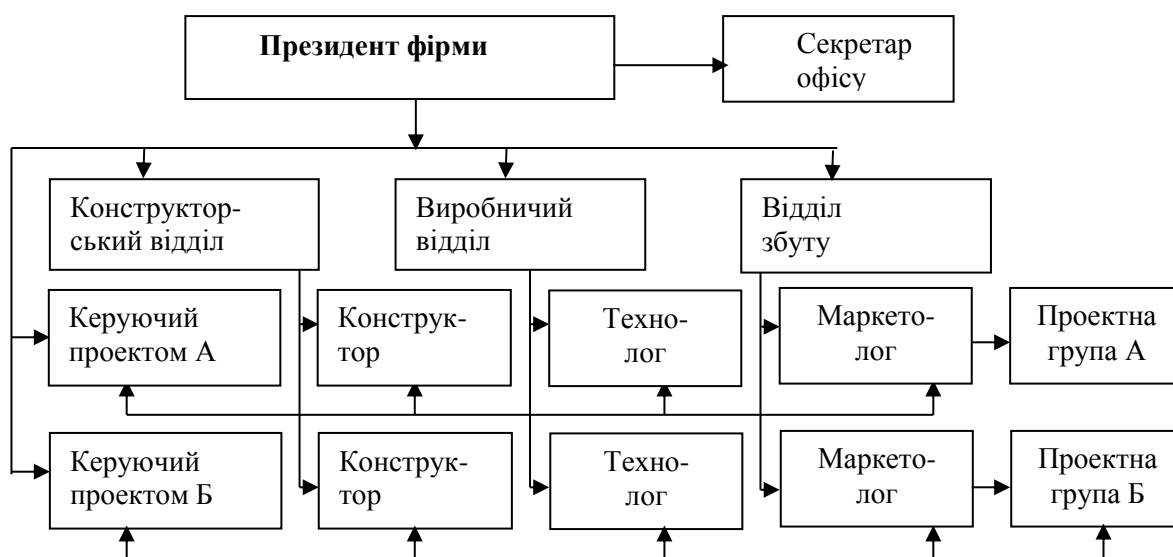 Президент фірми
Секретар
офісу
Конструктор-
ський відділ
Виробничий
відділ
Відділ
збуту
Керуючий
проектом А
Конструк-
тор
Техно-
лог
Маркето-
лог
Проектна
група А
Керуючий
проектом Б
Конструк-
тор
Техно-
лог
Маркето-
лог
Проектна
група Б